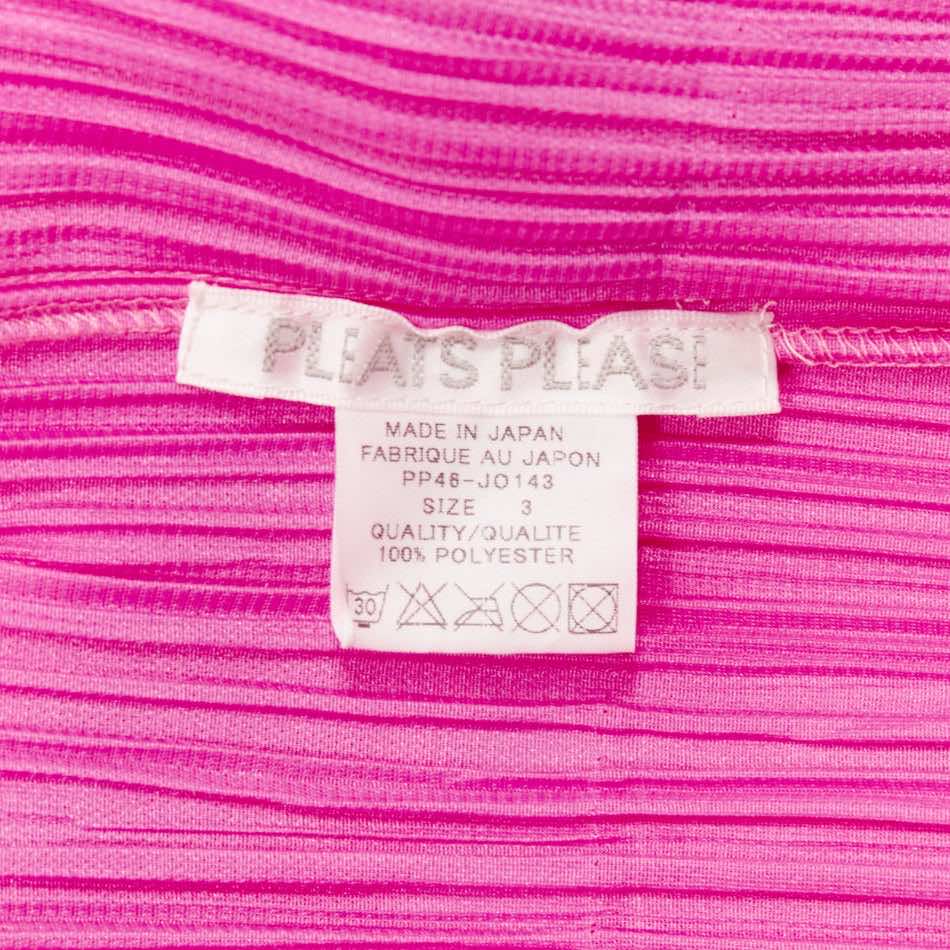 PLEATS PLEASE
MADE IN JAPAN
FABRIQUE AU JAPON
PP46-JO143
SIZE 3
QUALITY/QUALITE
100% POLYESTER
30